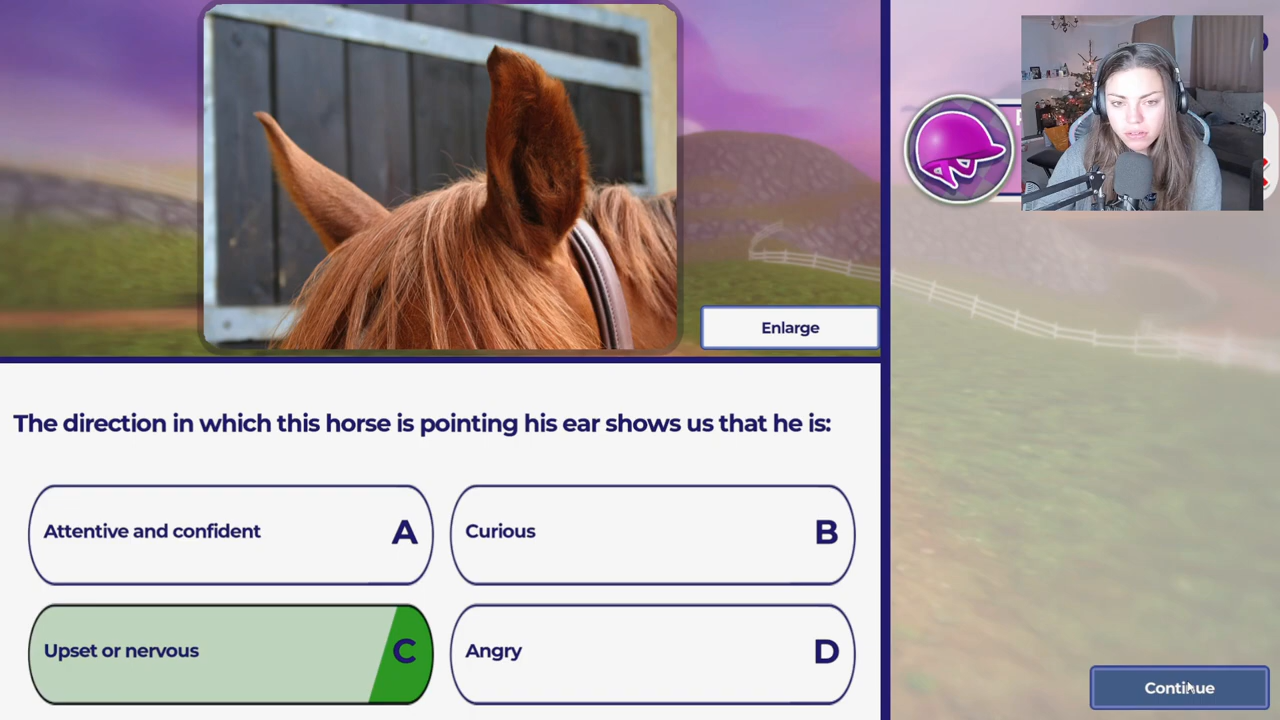 Enlarge
The direction in which this horse is pointing his ear shows us that he is:
Attentive and confident A
Curious B
Upset or nervous C
Angry D
Continue